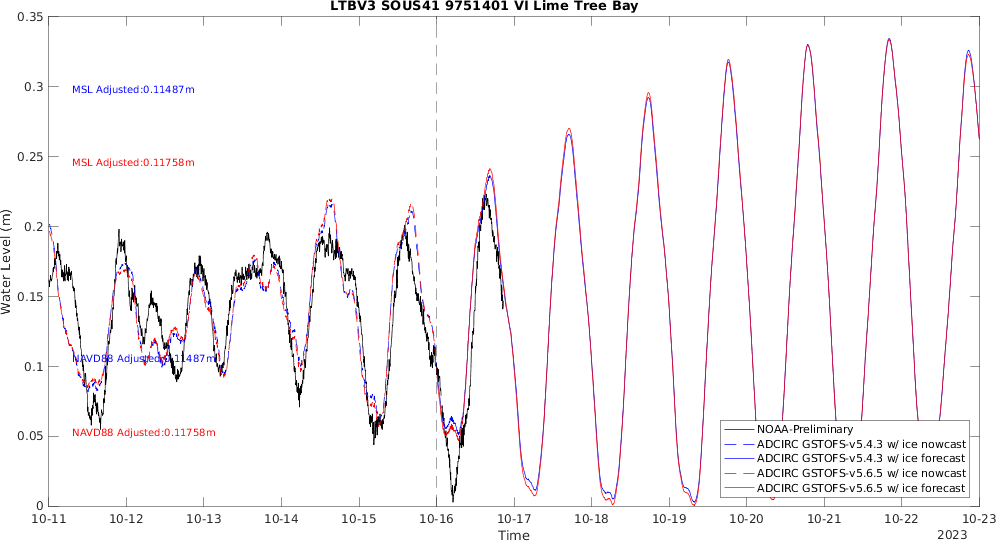 LTBV3 SOUS41 9751401 VI Lime Tree Bay
0.35
0.3
0.25
0.2
0.15
0.1
0.05
0
Water Level (m)
MSL Adjusted:0.11487m
MSL Adjusted:0.11758m
NAVD88 Adjusted:0.11487m
NAVD88 Adjusted:0.11758m
NOAA-Preliminary
ADCIRC GSTOFS-v5.4.3 w/ ice nowcast
ADCIRC GSTOFS-v5.4.3 w/ ice forecast
ADCIRC GSTOFS-v5.6.5 w/ ice nowcast
ADCIRC GSTOFS-v5.6.5 w/ ice forecast
10-11 10-12 10-13 10-14 10-15 10-16 10-17 10-18 10-19 10-20 10-21 10-22 10-23
Time
2023